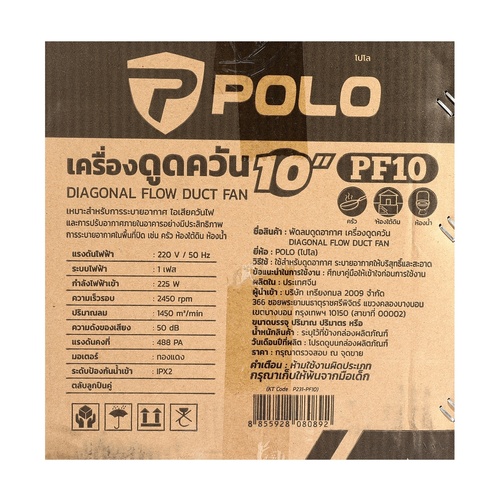 โปโล
POLO
เครื่องดูดควัน 10" PF10
DIAGONAL FLOW DUCT FAN
ครัว ห้องใต้ดิน ห้องน้ำ
เหมาะสำหรับการระบายอากาศ ไอเสียควันไฟ
และการปรับอากาศภายในอาคารอย่างมีประสิทธิภาพ
การระบายอากาศในพื้นที่ปิด เช่น ครัว ห้องใต้ดิน ห้องน้ำ
แรงดันไฟฟ้า : 220 V / 50 Hz
ระบบไฟฟ้า : 1 เฟส
กำลังไฟฟ้าเข้า : 225 W
ความเร็วรอบ : 2450 rpm
ปริมาณลม : 1450 m³/min
ความดังของเสียง : 50 dB
แรงดันคงที่ : 488 PA
มอเตอร์ : ทองแดง
ระดับป้องกันน้ำเข้า : IPX2
ตลับลูกปืนคู่
ชื่อสินค้า : พัดลมดูดอากาศ เครื่องดูดควัน
DIAGONAL FLOW DUCT FAN
ยี่ห้อ : POLO (โปโล)
วิธีใช้ : ใช้สำหรับดูดอากาศ ระบายอากาศให้บริสุทธิ์และสะอาด
ข้อแนะนำในการใช้งาน : ศึกษาคู่มือให้เข้าใจก่อนการใช้งาน
ผลิตใน : ประเทศจีน
ผู้นำเข้า : บริษัท เกรียงกมล 2009 จำกัด
366 ซอยพระยามนธาตุราชศรีพิจิตร์ แขวงคลองบางบอน
เขตบางบอน กรุงเทพฯ 10150 (สาขาที่ 00002)
ขนาดบรรจุ ปริมาณ ปริมาตร หรือ
น้ำหนักสินค้า : ระบุไว้ที่ข้างกล่องผลิตภัณฑ์
วันเดือนปีที่ผลิต : โปรดดูบนกล่องผลิตภัณฑ์
ราคา : กรุณาตรวจสอบ ณ จุดขาย
คำเตือน : ห้ามใช้งานผิดประเภท
กรุณาเก็บให้พ้นจากมือเด็ก
(KT Code : P231-PF10)
8 855928 080892